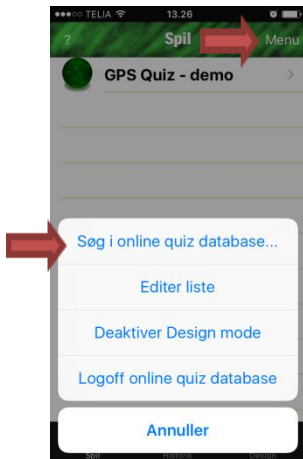 TELIA 13.26
? Spil Menu
GPS Quiz - demo
Søg i online quiz database...
Editer liste
Deaktiver Design mode
Logoff online quiz database
Annuller
Spil Historik Design